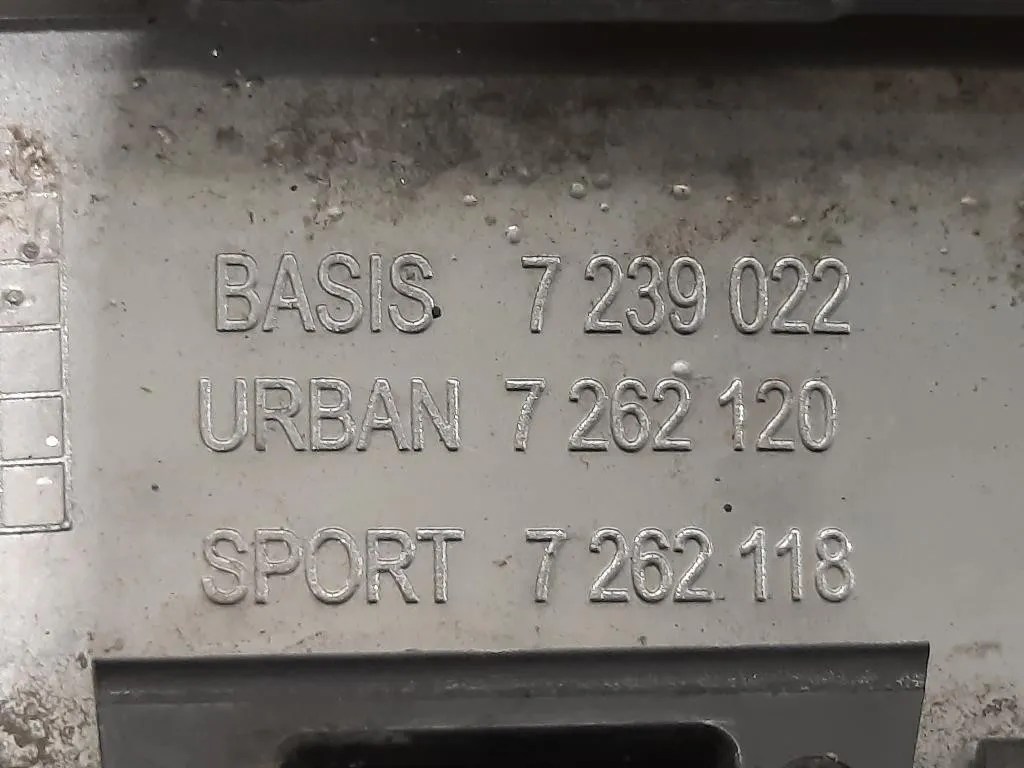 BASIS 7 239 022
URBAN 7 262 120
SPORT 7 262 118